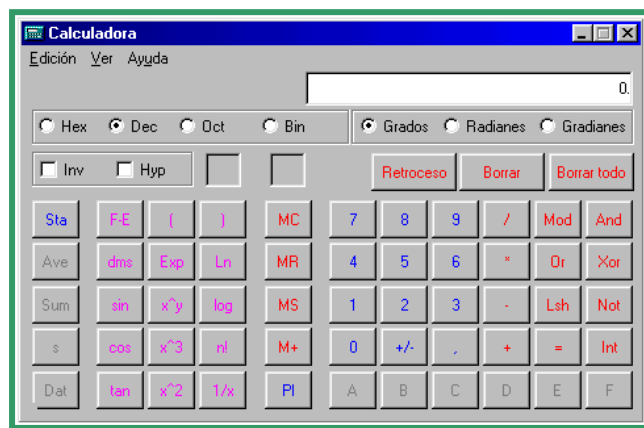 Calculadora
Edición Ver Ayuda
0.
Hex Dec Oct Bin Grados Radianes Gradianes
Inv Hyp Retroceso Borrar Borrar todo
Sta F-E ( ) MC 7 8 9 / Mod And
Ave dms Exp Ln MR 4 5 6 * Or Xor
Sum sin x^y log MS 1 2 3 - Lsh Not
s cos x^3 n! M+ 0 +/- , + = Int
Dat tan x^2 1/x PI A B C D E F